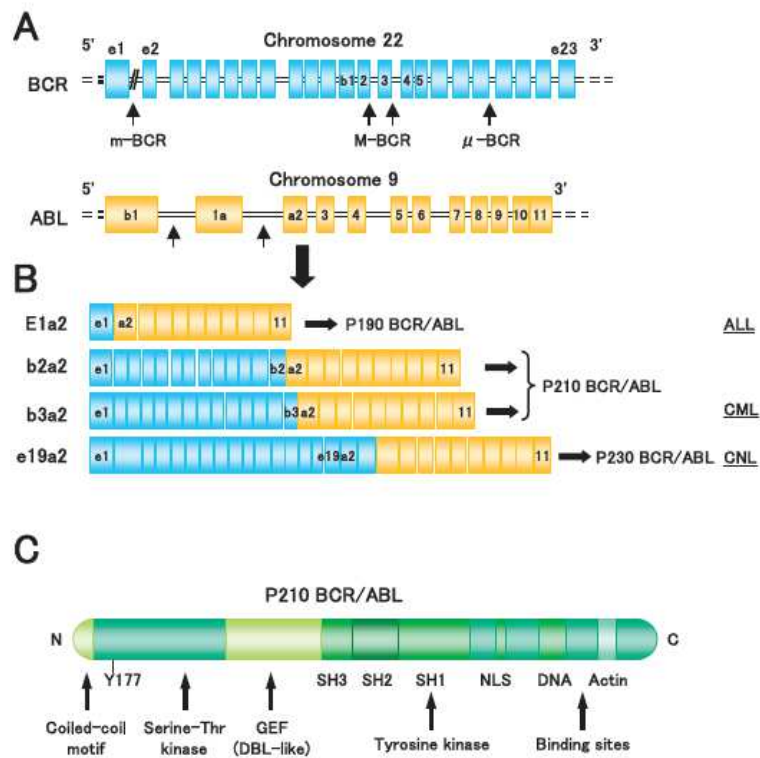 A
Chromosome 22
5' e1 e2 e23 3'
BCR b1 2 3 4 5
m-BCR M-BCR μ-BCR
Chromosome 9
5' 3'
ABL b1 1a a2 3 4 5 6 7 8 9 10 11
B
E1a2 e1 a2 11 P190 BCR/ABL ALL
b2a2 e1 b2 a2 11
P210 BCR/ABL
b3a2 e1 b3 a2 11 CML
e19a2 e1 e19 a2 11 P230 BCR/ABL CNL
C
P210 BCR/ABL
N C
Y177 SH3 SH2 SH1 NLS DNA Actin
Coiled-coil Serine-Thr GEF Tyrosine kinase Binding sites
motif kinase (DBL-like)